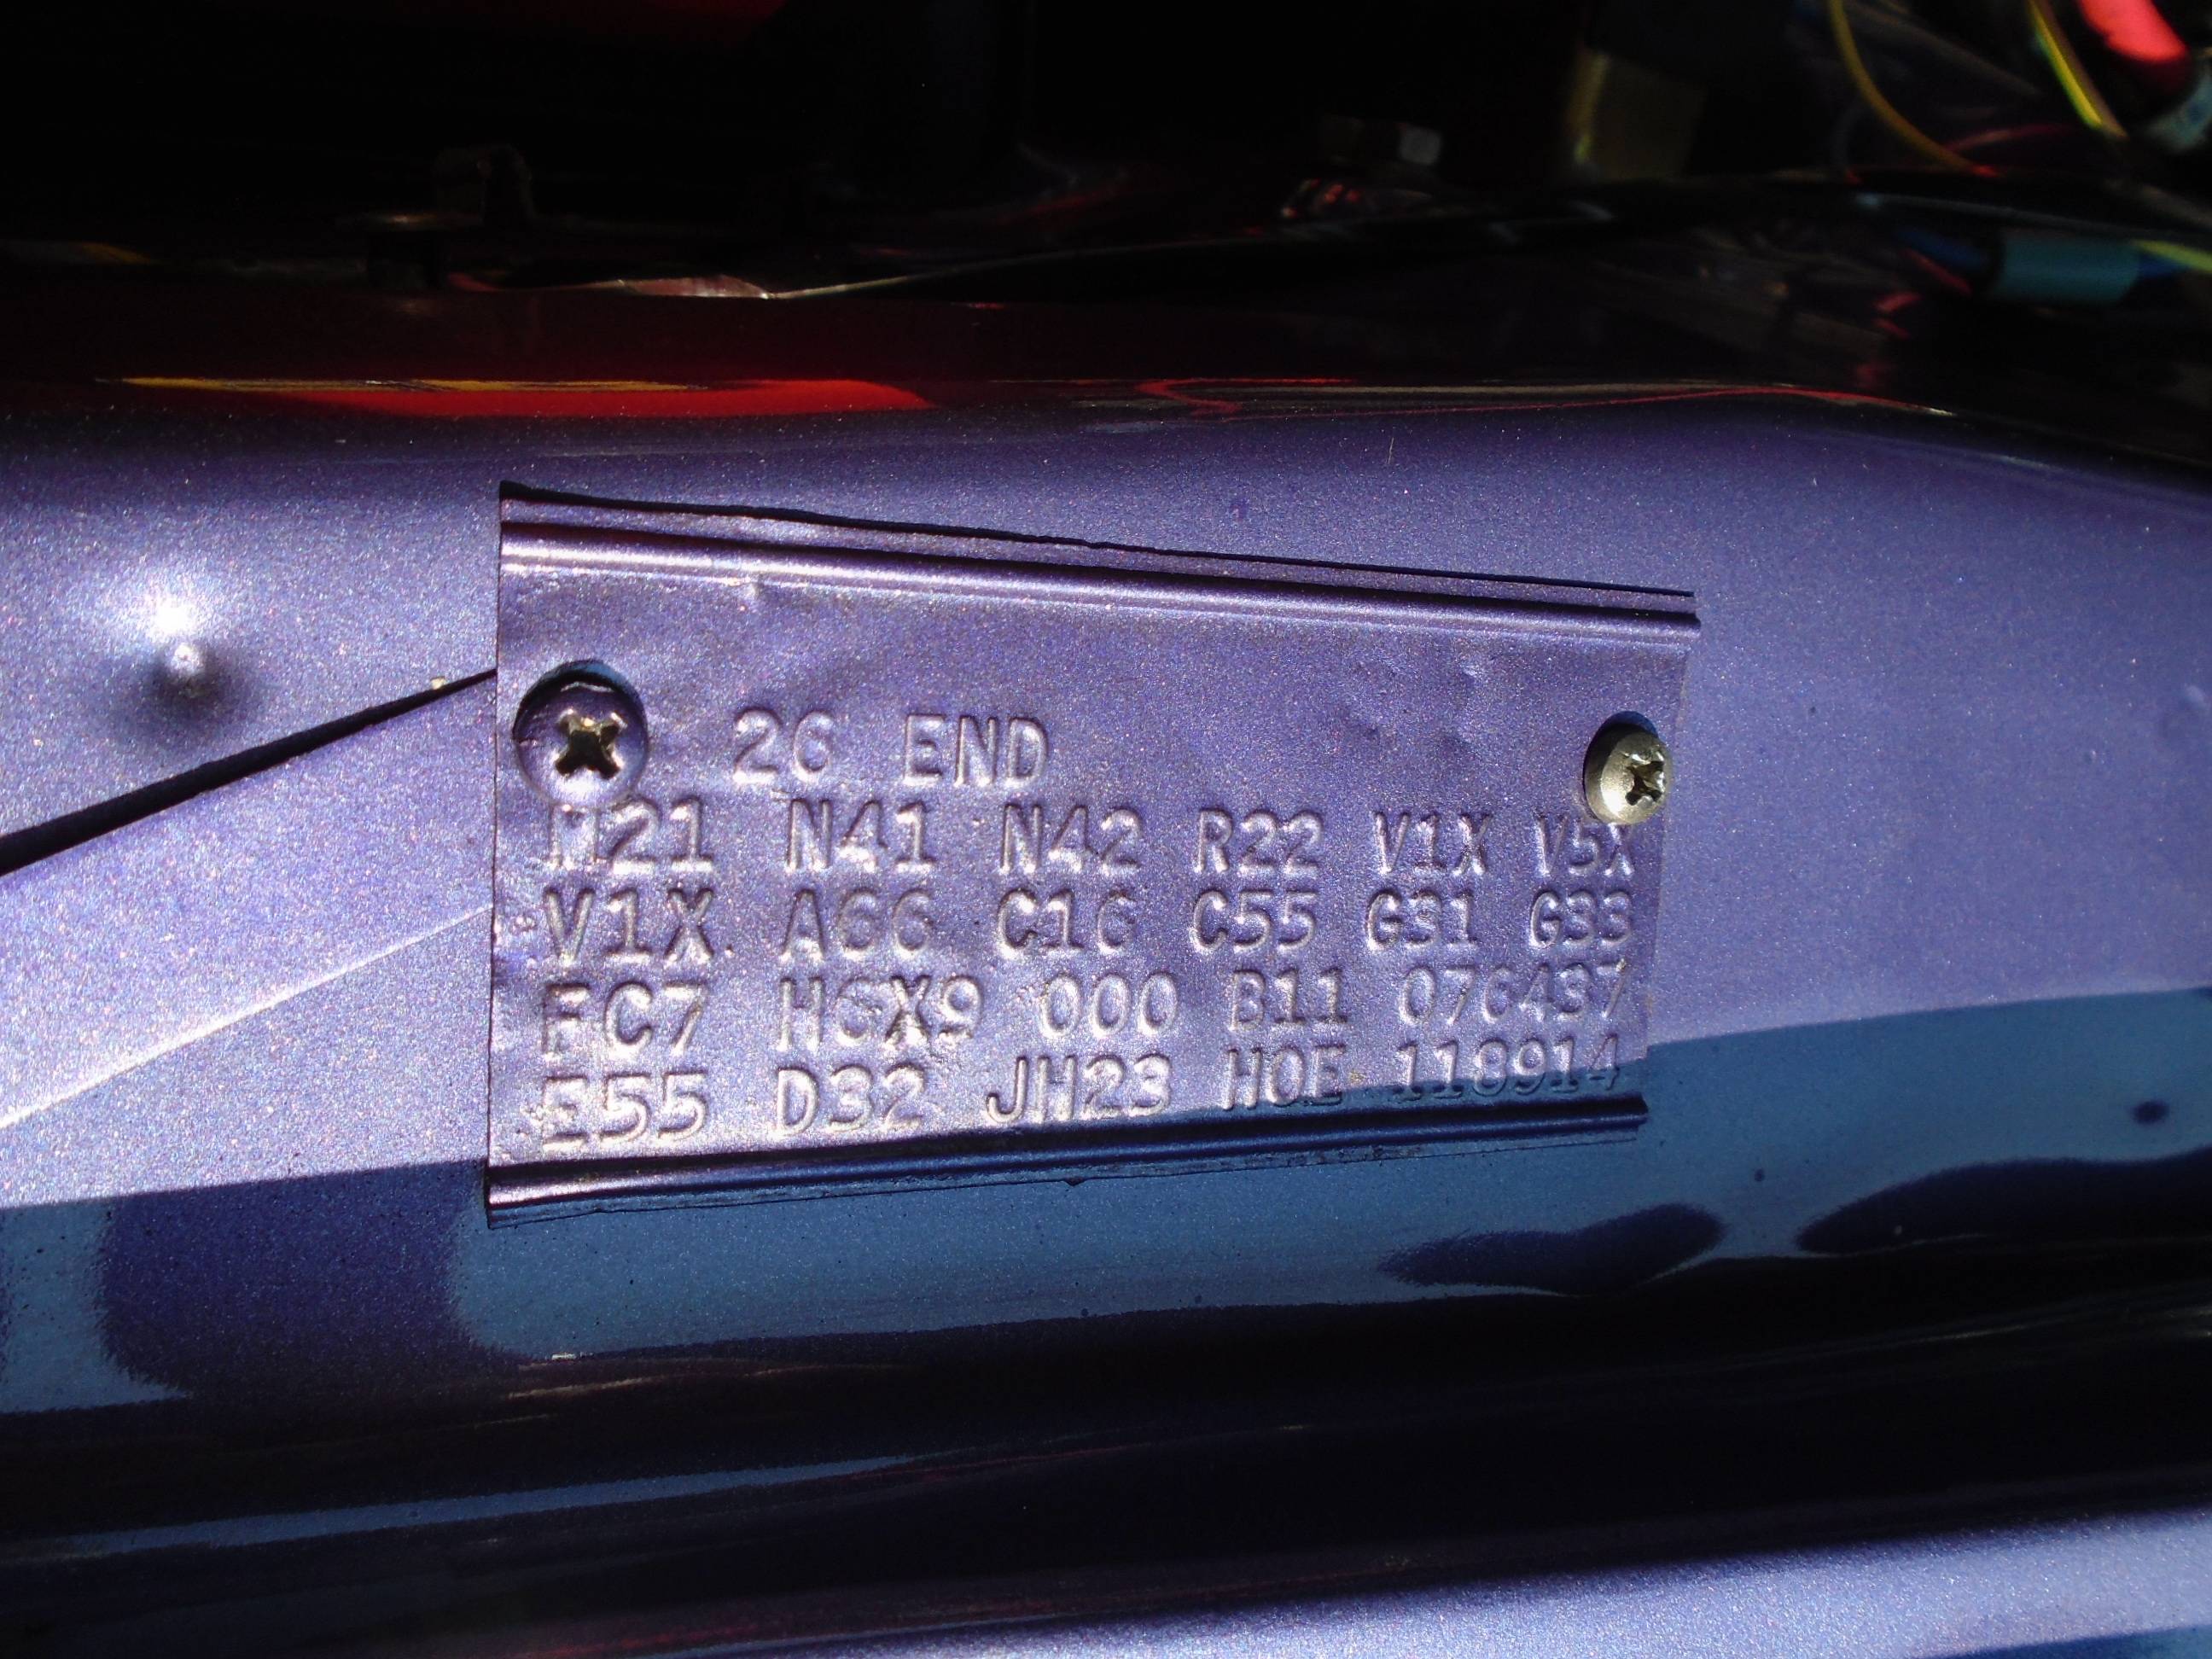 26 END
M21 N41 N42 R22 V1X V5X
V1X A66 C16 C55 G31 G33
FC7 H6X9 000 B11 076437
E55 D32 JH23 H0E 118914